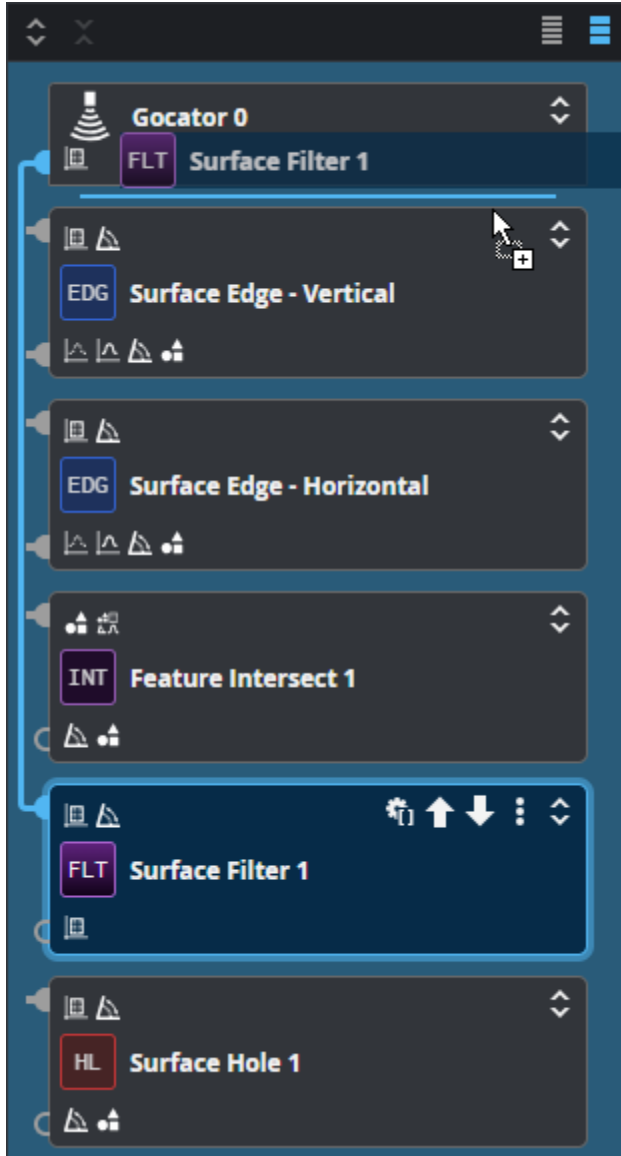 Gocator 0
FLT Surface Filter 1
EDG Surface Edge - Vertical
EDG Surface Edge - Horizontal
INT Feature Intersect 1
FLT Surface Filter 1
HL Surface Hole 1